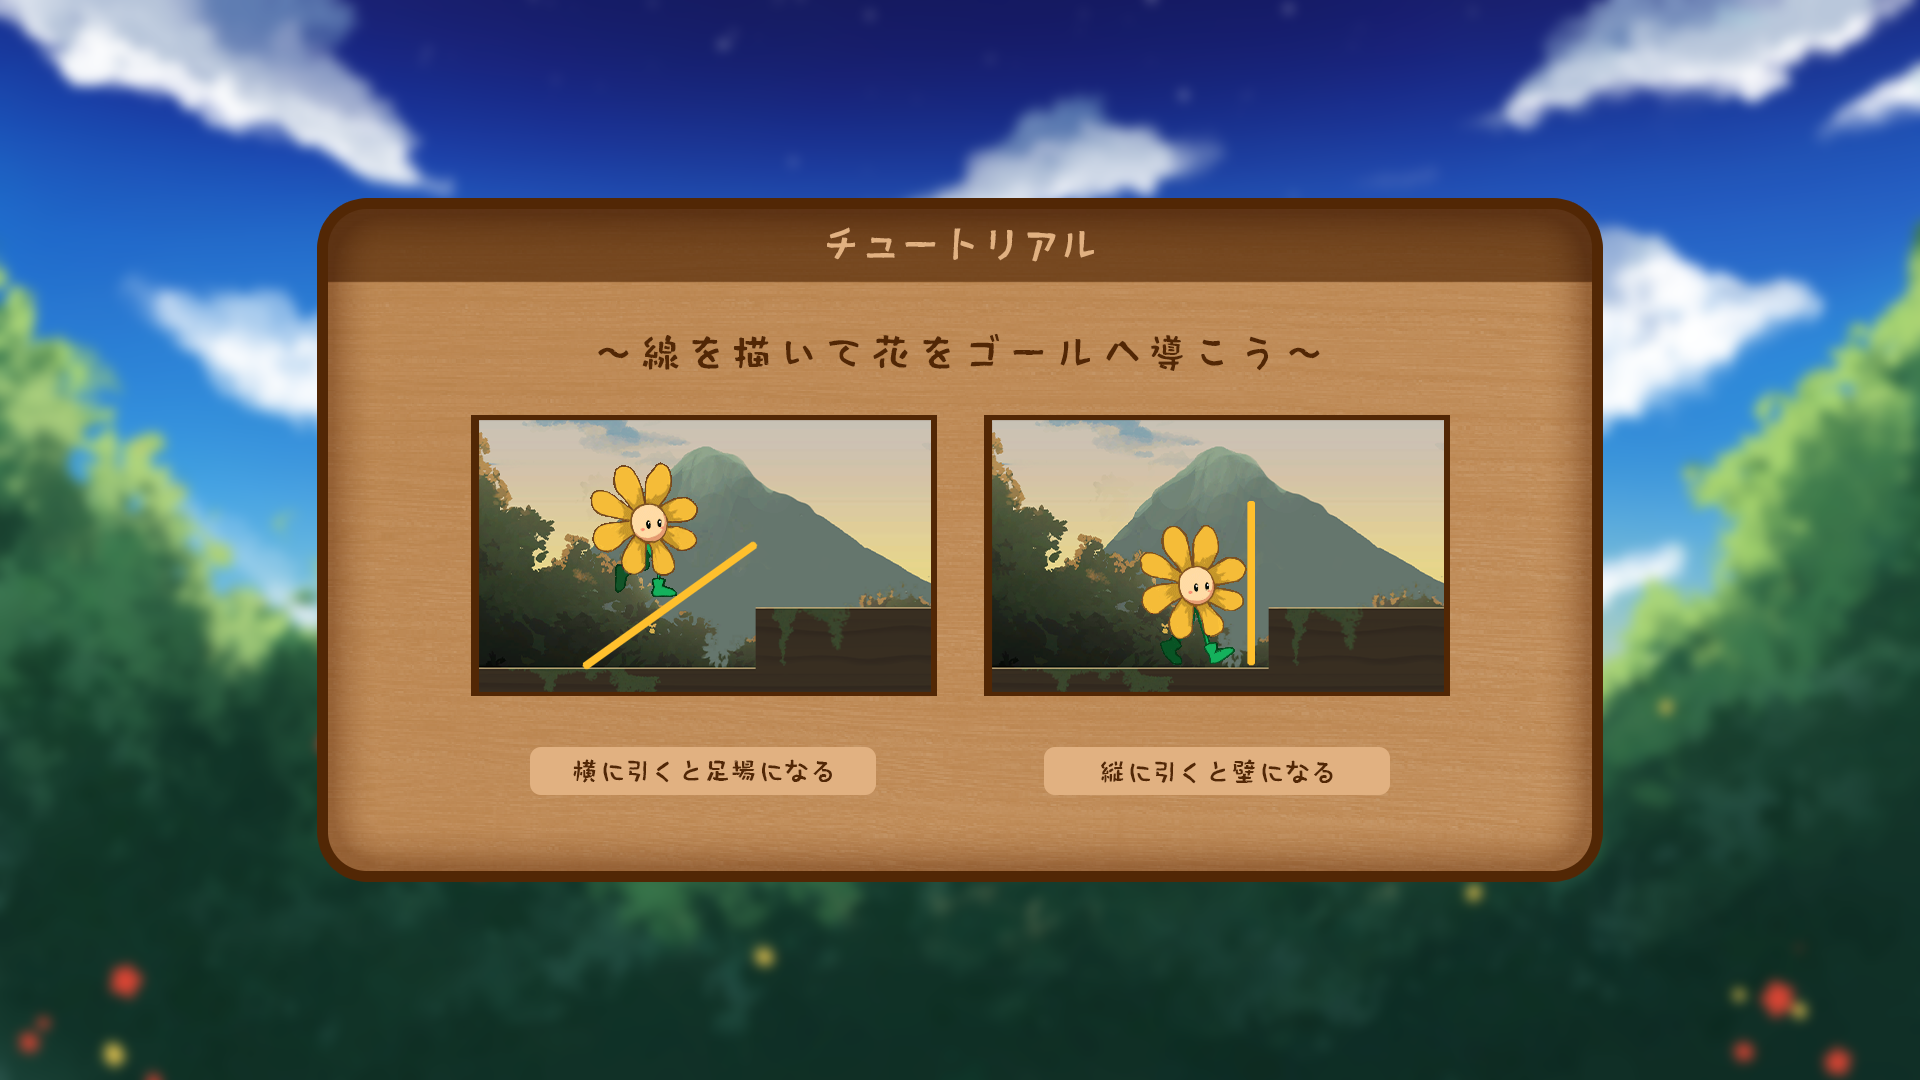 チュートリアル
～線を描いて花をゴールへ導こう～
横に引くと足場になる
縦に引くと壁になる